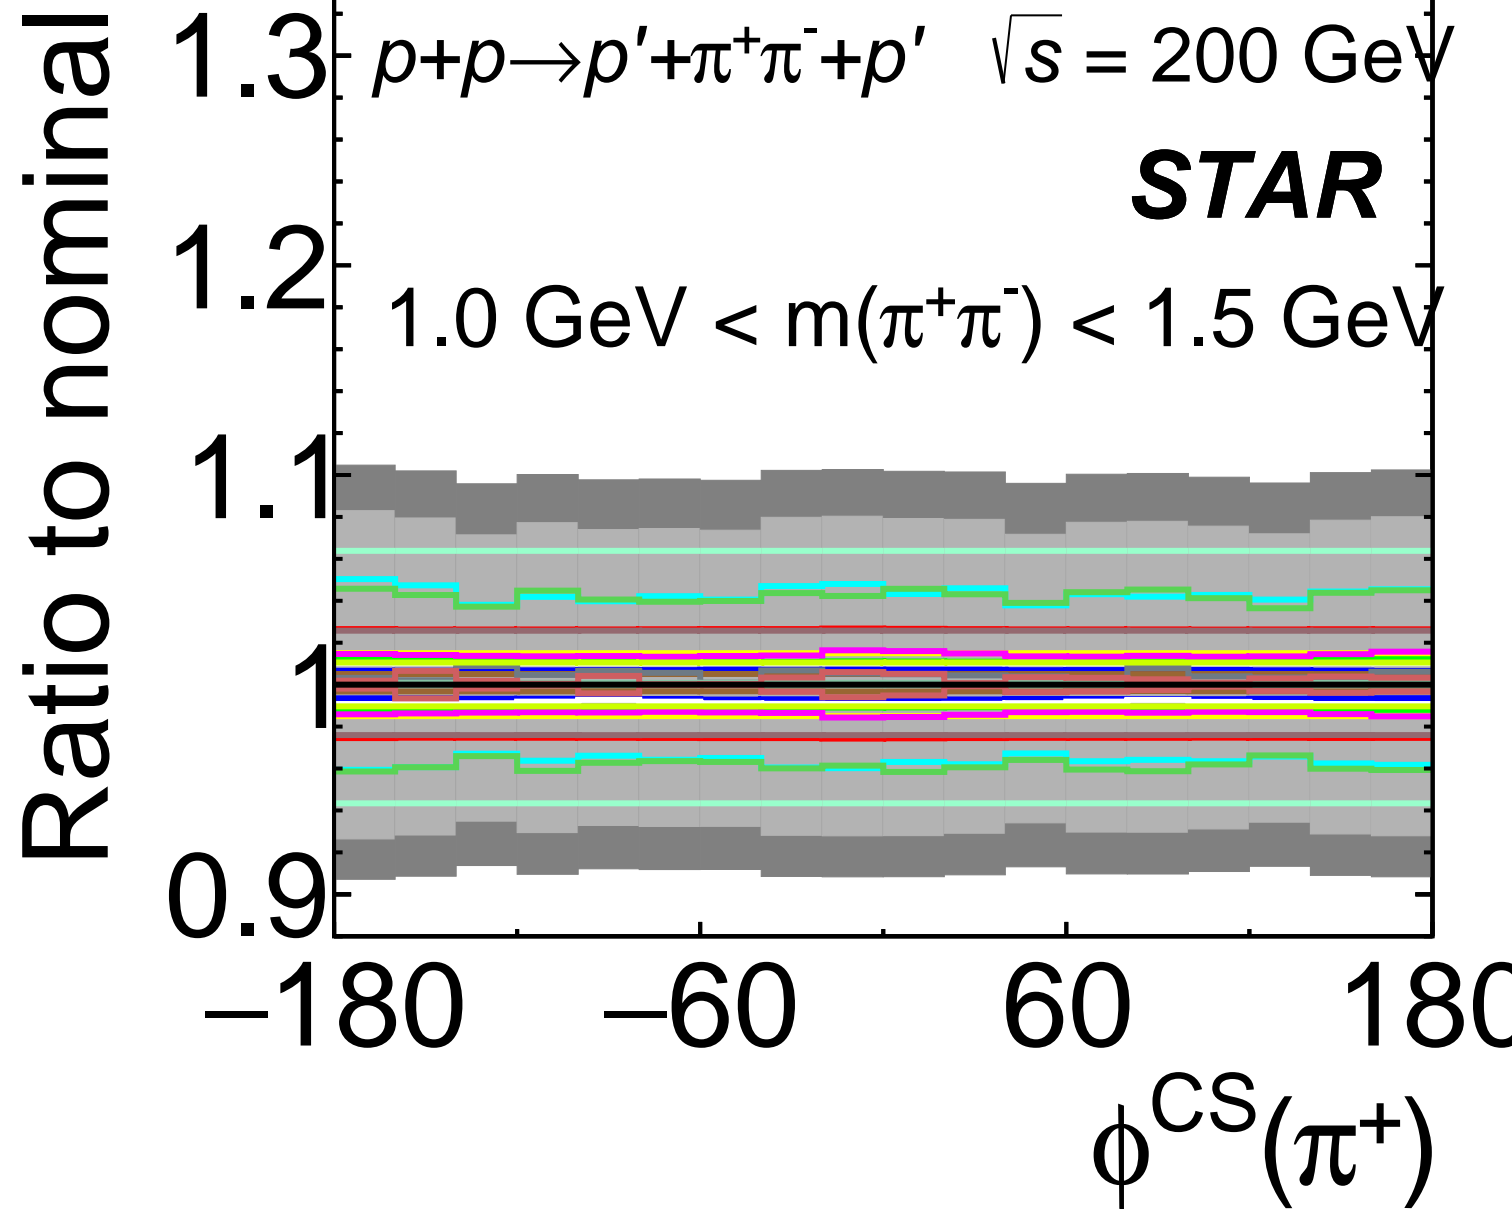 Ratio to nominal
1.3
p+p→p′+π⁺π⁻+p′ √s = 200 GeV
STAR
1.2
1.0 GeV < m(π⁺π⁻) < 1.5 GeV
1.1
1
0.9
−180 −60 60 180
ϕ^CS(π⁺)